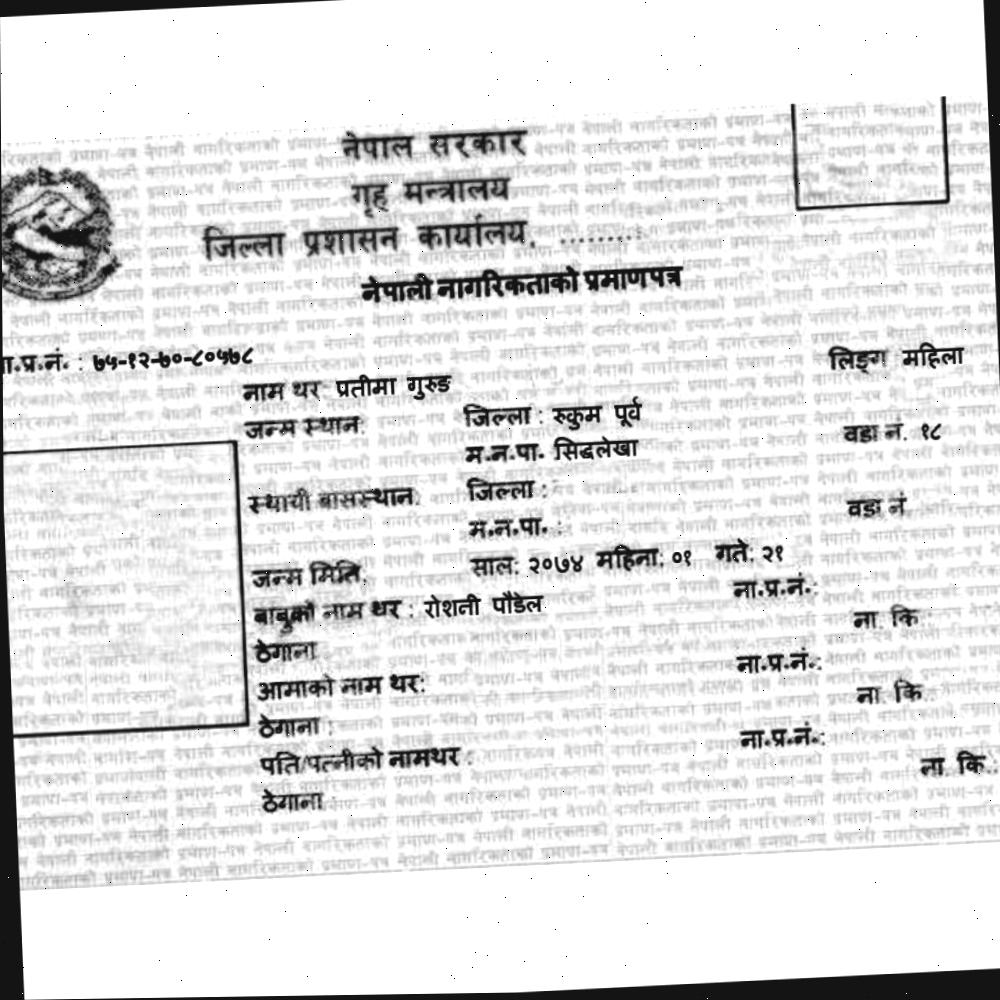 नेपाल सरकार
गृह मन्त्रालय
जिल्ला प्रशासन कार्यालय, .........
नेपाली नागरिकताको प्रमाणपत्र
ा.प्र.नं. : ७५-१२-७०-८०५७८
लिङ्ग महिला
नाम थर: प्रतीमा गुरुङ
जन्म स्थान: जिल्ला : रुकुम पूर्व
म.न.पा. सिद्धलेखा वडा नं. १८
स्थायी बासस्थान: जिल्ला :
म.न.पा. : वडा नं.
जन्म मिति: साल: २०७४ महिना: ०१ गते: २१
बाबुको नाम थर : रोशनी पौडेल ना.प्र.नं.:
ठेगाना : ना. कि. :
आमाको नाम थर: ना.प्र.नं.:
ठेगाना : ना. कि. :
पति/पत्नीको नामथर : ना.प्र.नं.:
ठेगाना : ना. कि. :